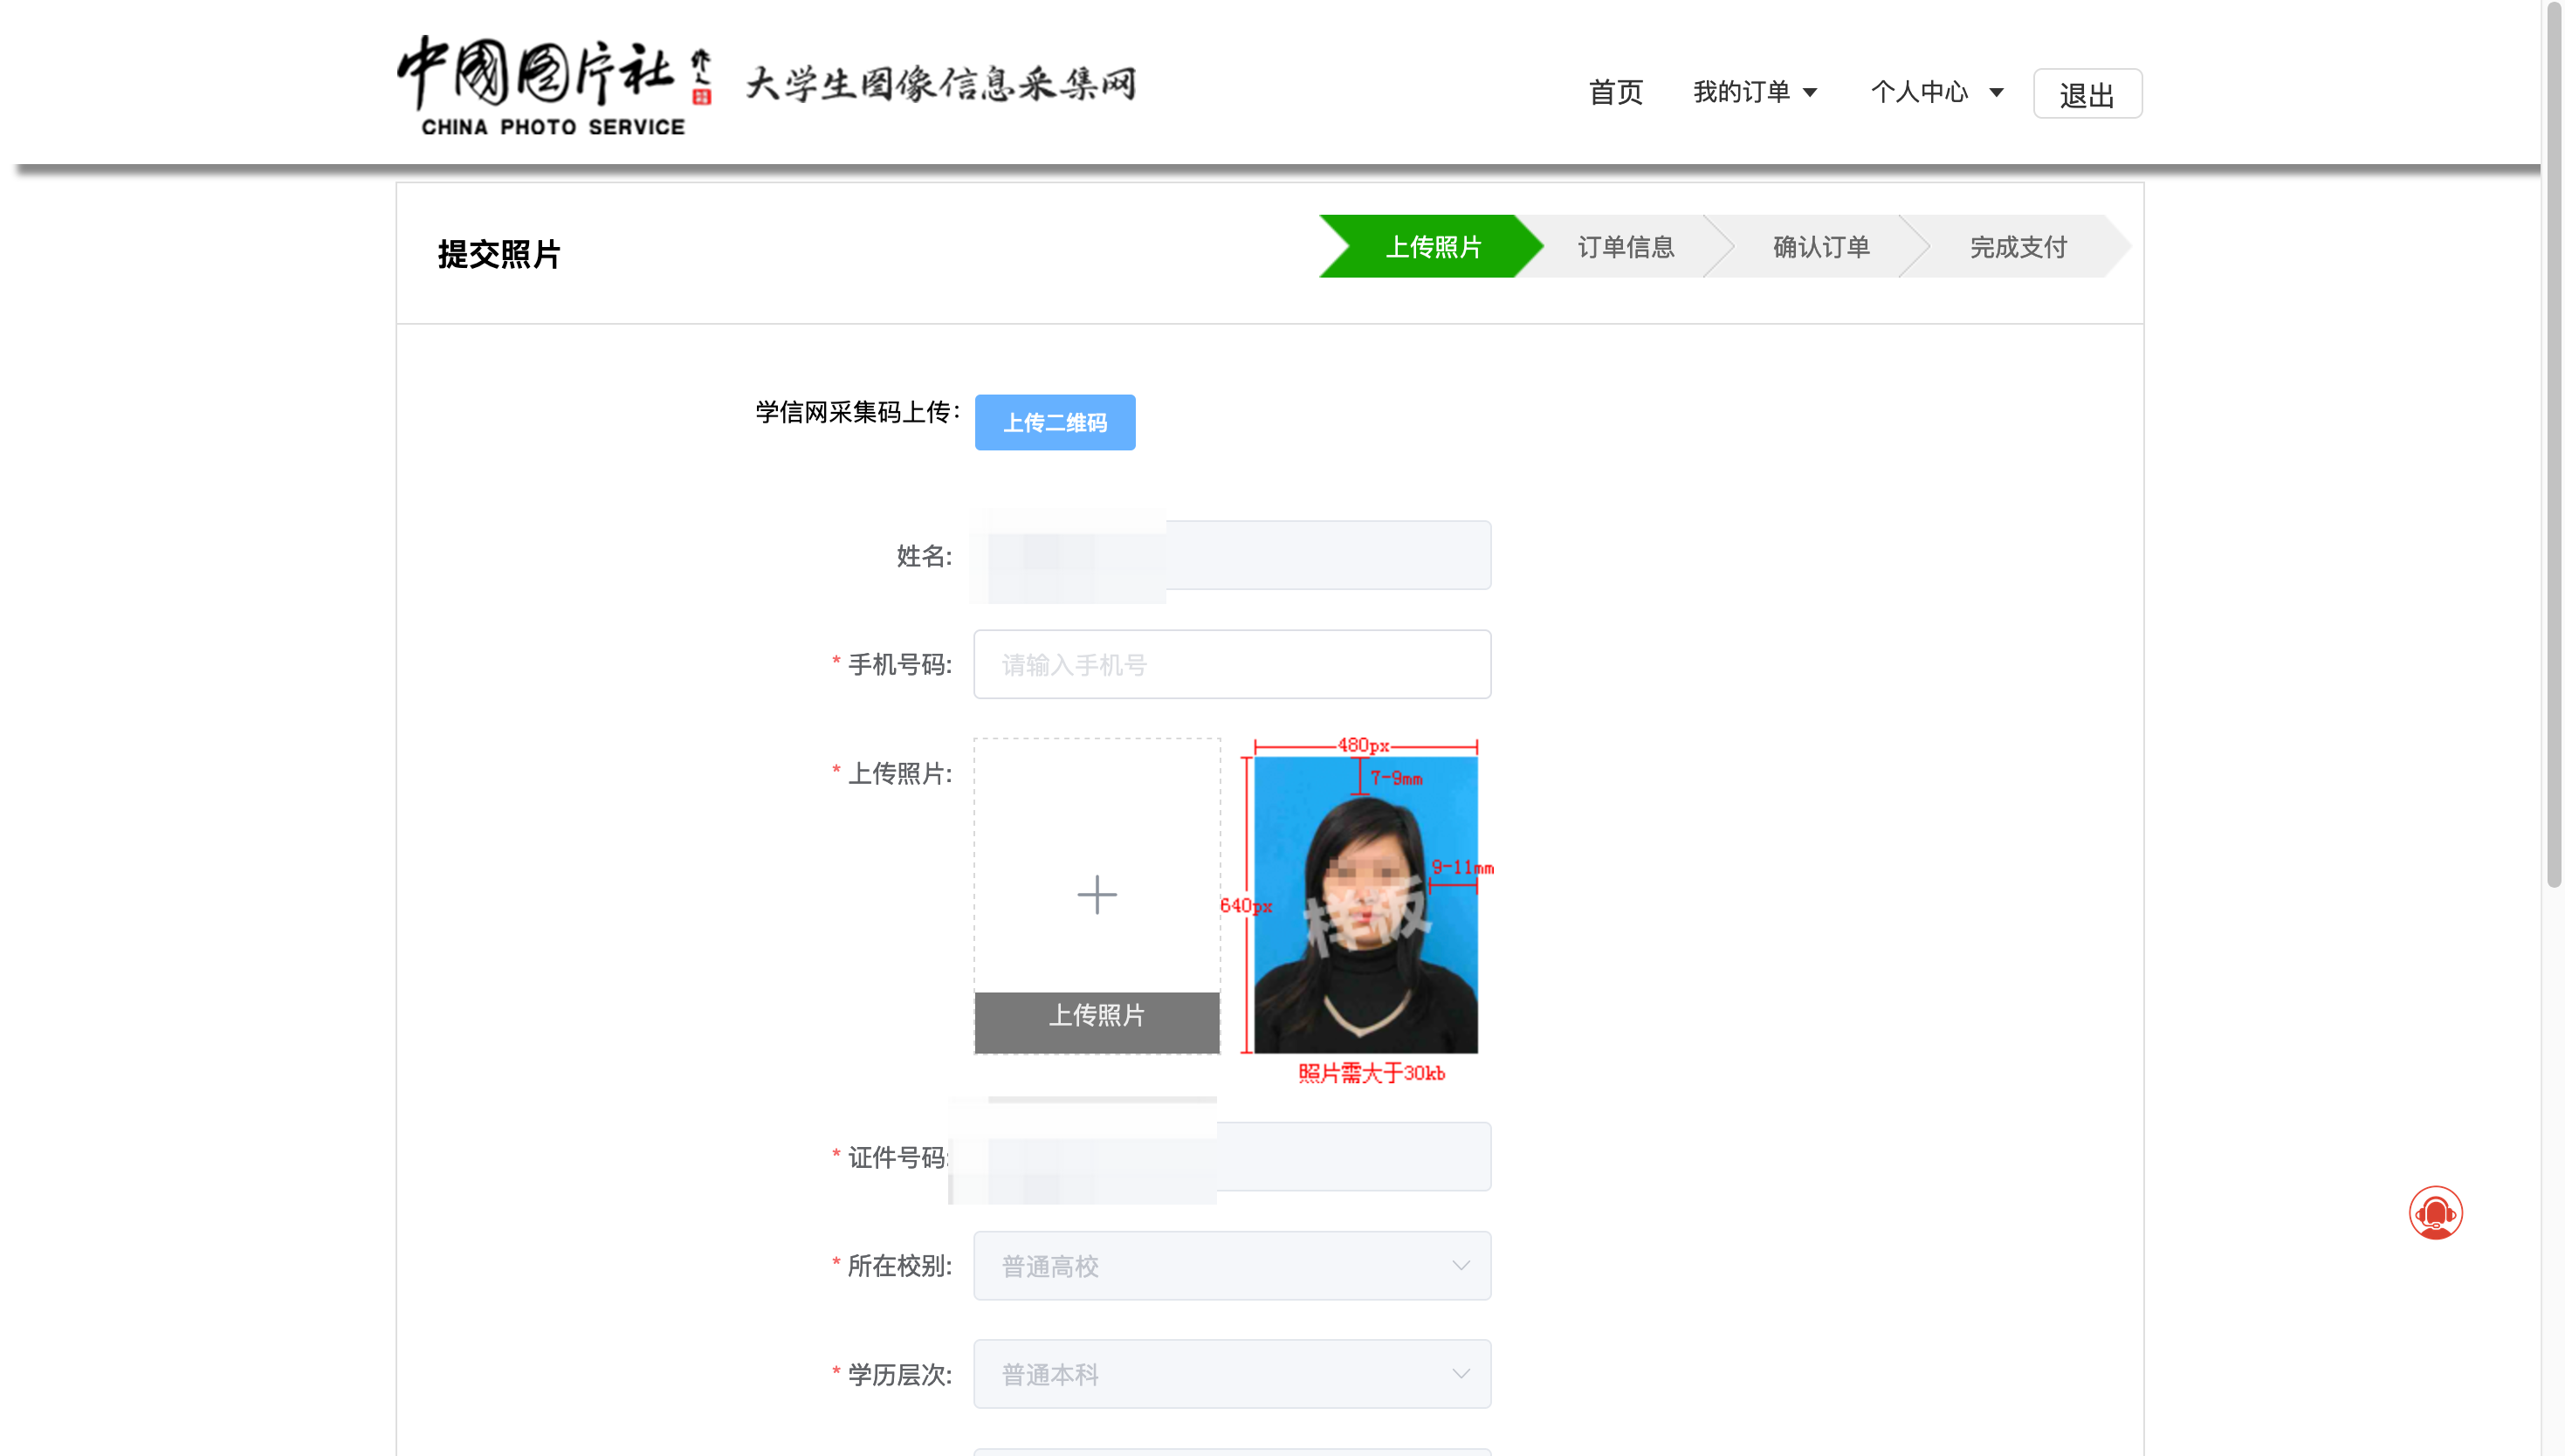 中國图片社
CHINA PHOTO SERVICE
大学生图像信息采集网
首页
我的订单
个人中心
退出
提交照片
上传照片
订单信息
确认订单
完成支付
学信网采集码上传：
上传二维码
姓名:
* 手机号码:
请输入手机号
* 上传照片:
上传照片
480px
7-9mm
9-11mm
640px
样板
照片需大于30kb
* 证件号码:
* 所在校别:
普通高校
* 学历层次:
普通本科